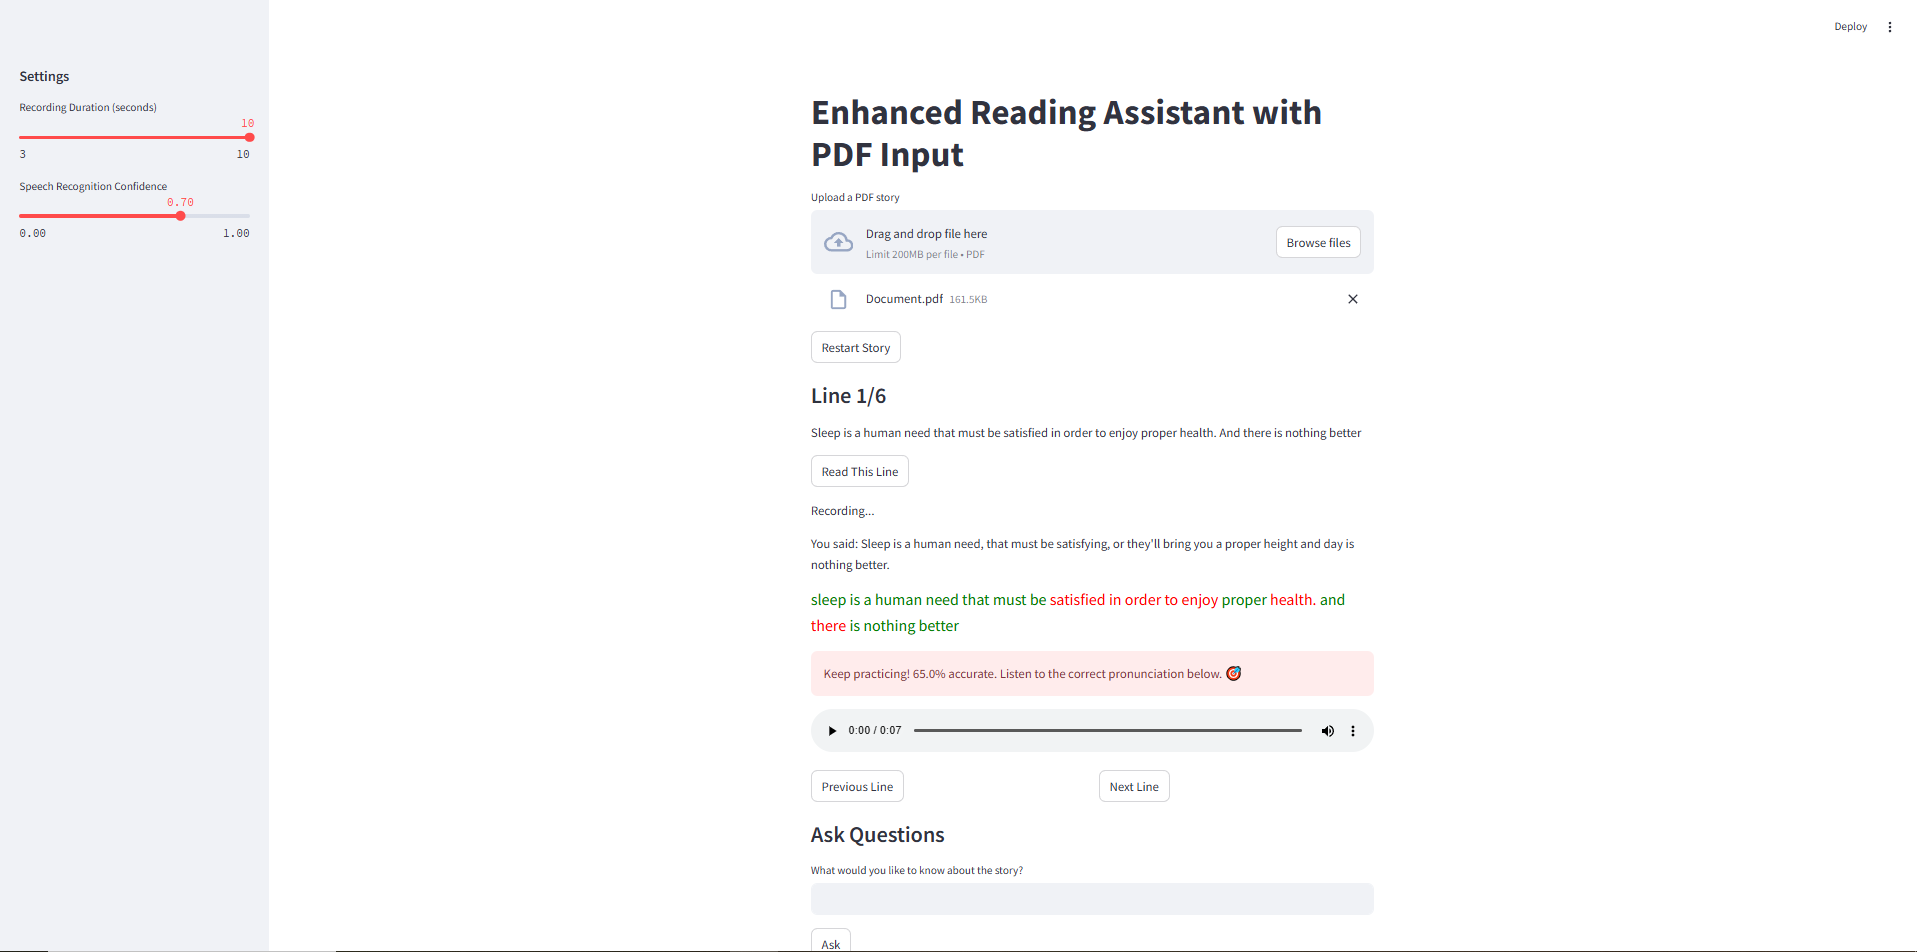 Deploy
Settings
Recording Duration (seconds)
10
3 10
Speech Recognition Confidence
0.70
0.00 1.00
Enhanced Reading Assistant with
PDF Input
Upload a PDF story
Drag and drop file here
Limit 200MB per file • PDF
Browse files
Document.pdf 161.5KB
Restart Story
Line 1/6
Sleep is a human need that must be satisfied in order to enjoy proper health. And there is nothing better
Read This Line
Recording...
You said: Sleep is a human need, that must be satisfying, or they'll bring you a proper height and day is
nothing better.
sleep is a human need that must be satisfied in order to enjoy proper health. and
there is nothing better
Keep practicing! 65.0% accurate. Listen to the correct pronunciation below. 🎯
0:00 / 0:07
Previous Line Next Line
Ask Questions
What would you like to know about the story?
Ask